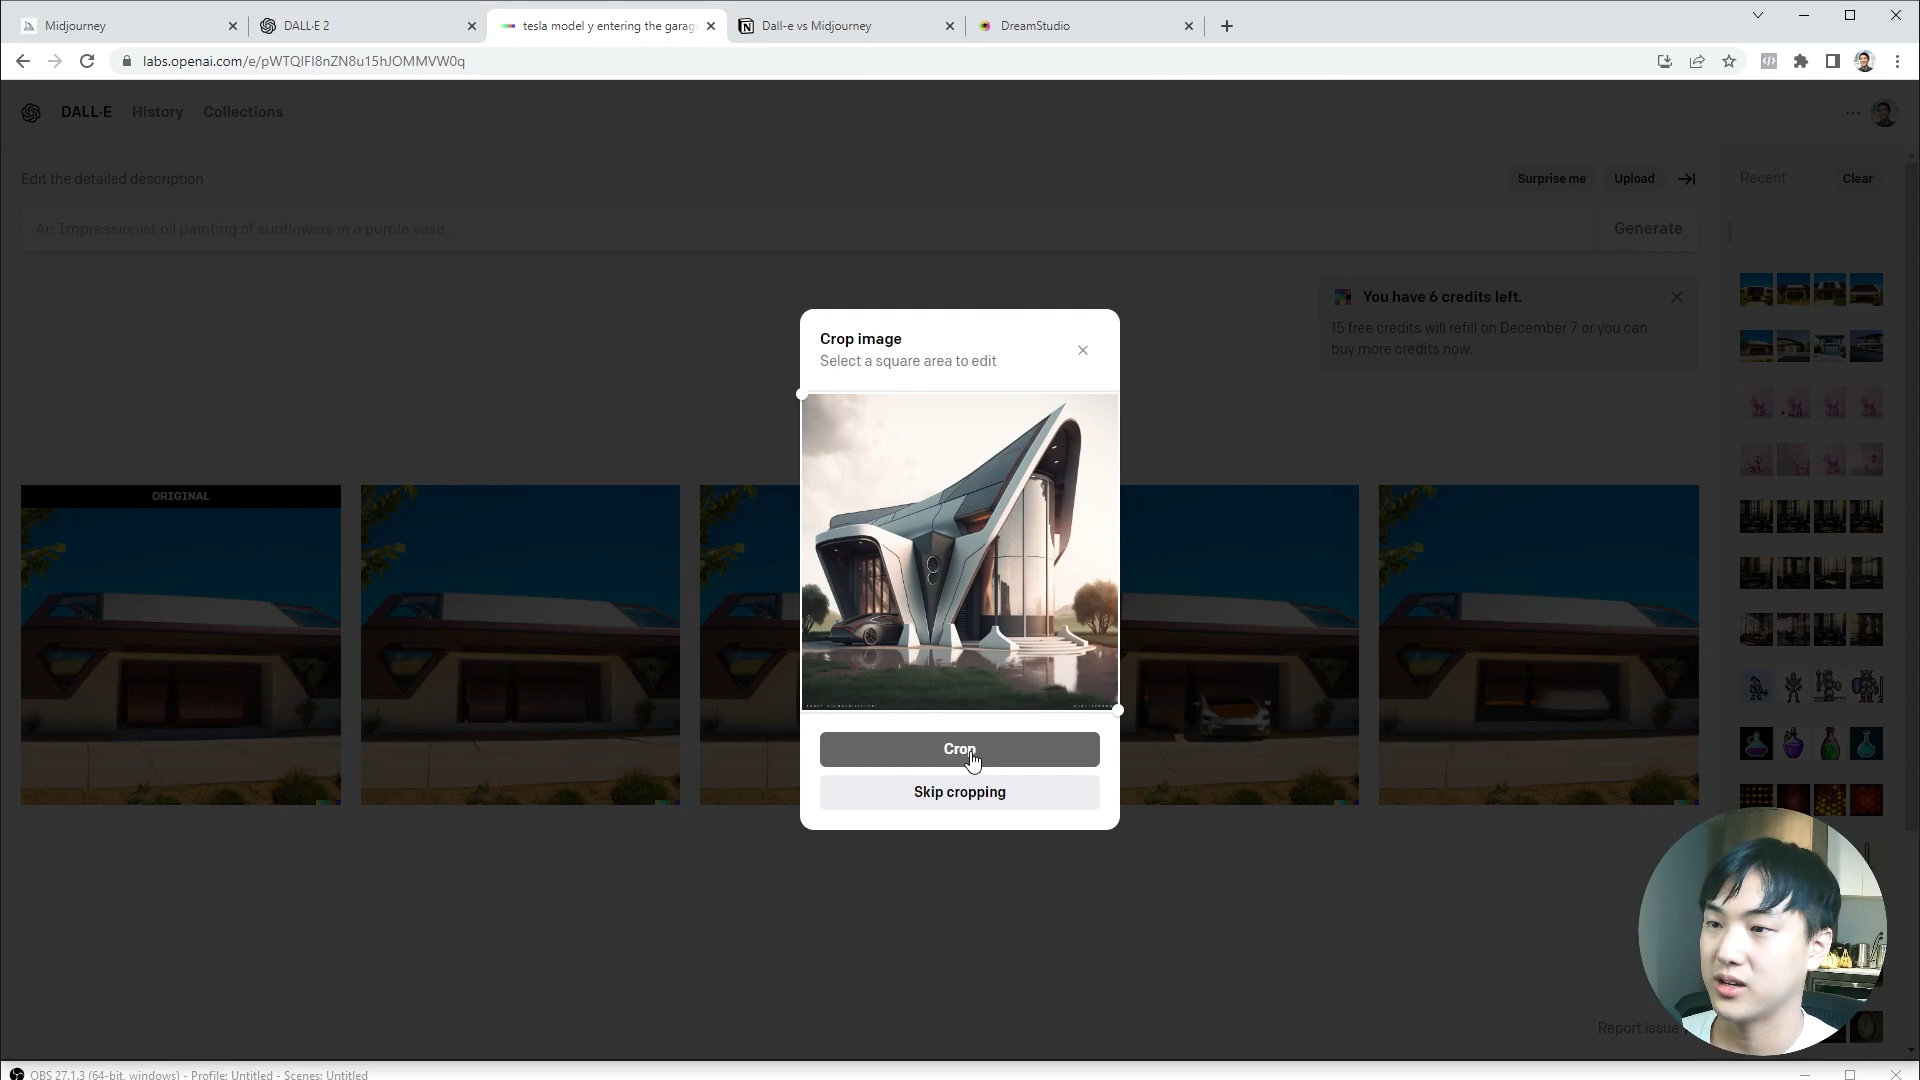 Midjourney
DALL·E 2
tesla model y entering the garag
Dall-e vs Midjourney
DreamStudio
labs.openai.com/e/pWTQIFI8nZN8u15hJOMMVW0q
DALL·E
History
Collections
Edit the detailed description
Surprise me
Upload
Recent
Clear
An Impressionist oil painting of sunflowers in a purple vase...
Generate
You have 6 credits left.
15 free credits will refill on December 7 or you can
buy more credits now.
Crop image
Select a square area to edit
ORIGINAL
Crop
Skip cropping
Report issue
OBS 27.1.3 (64-bit, windows) - Profile: Untitled - Scenes: Untitled